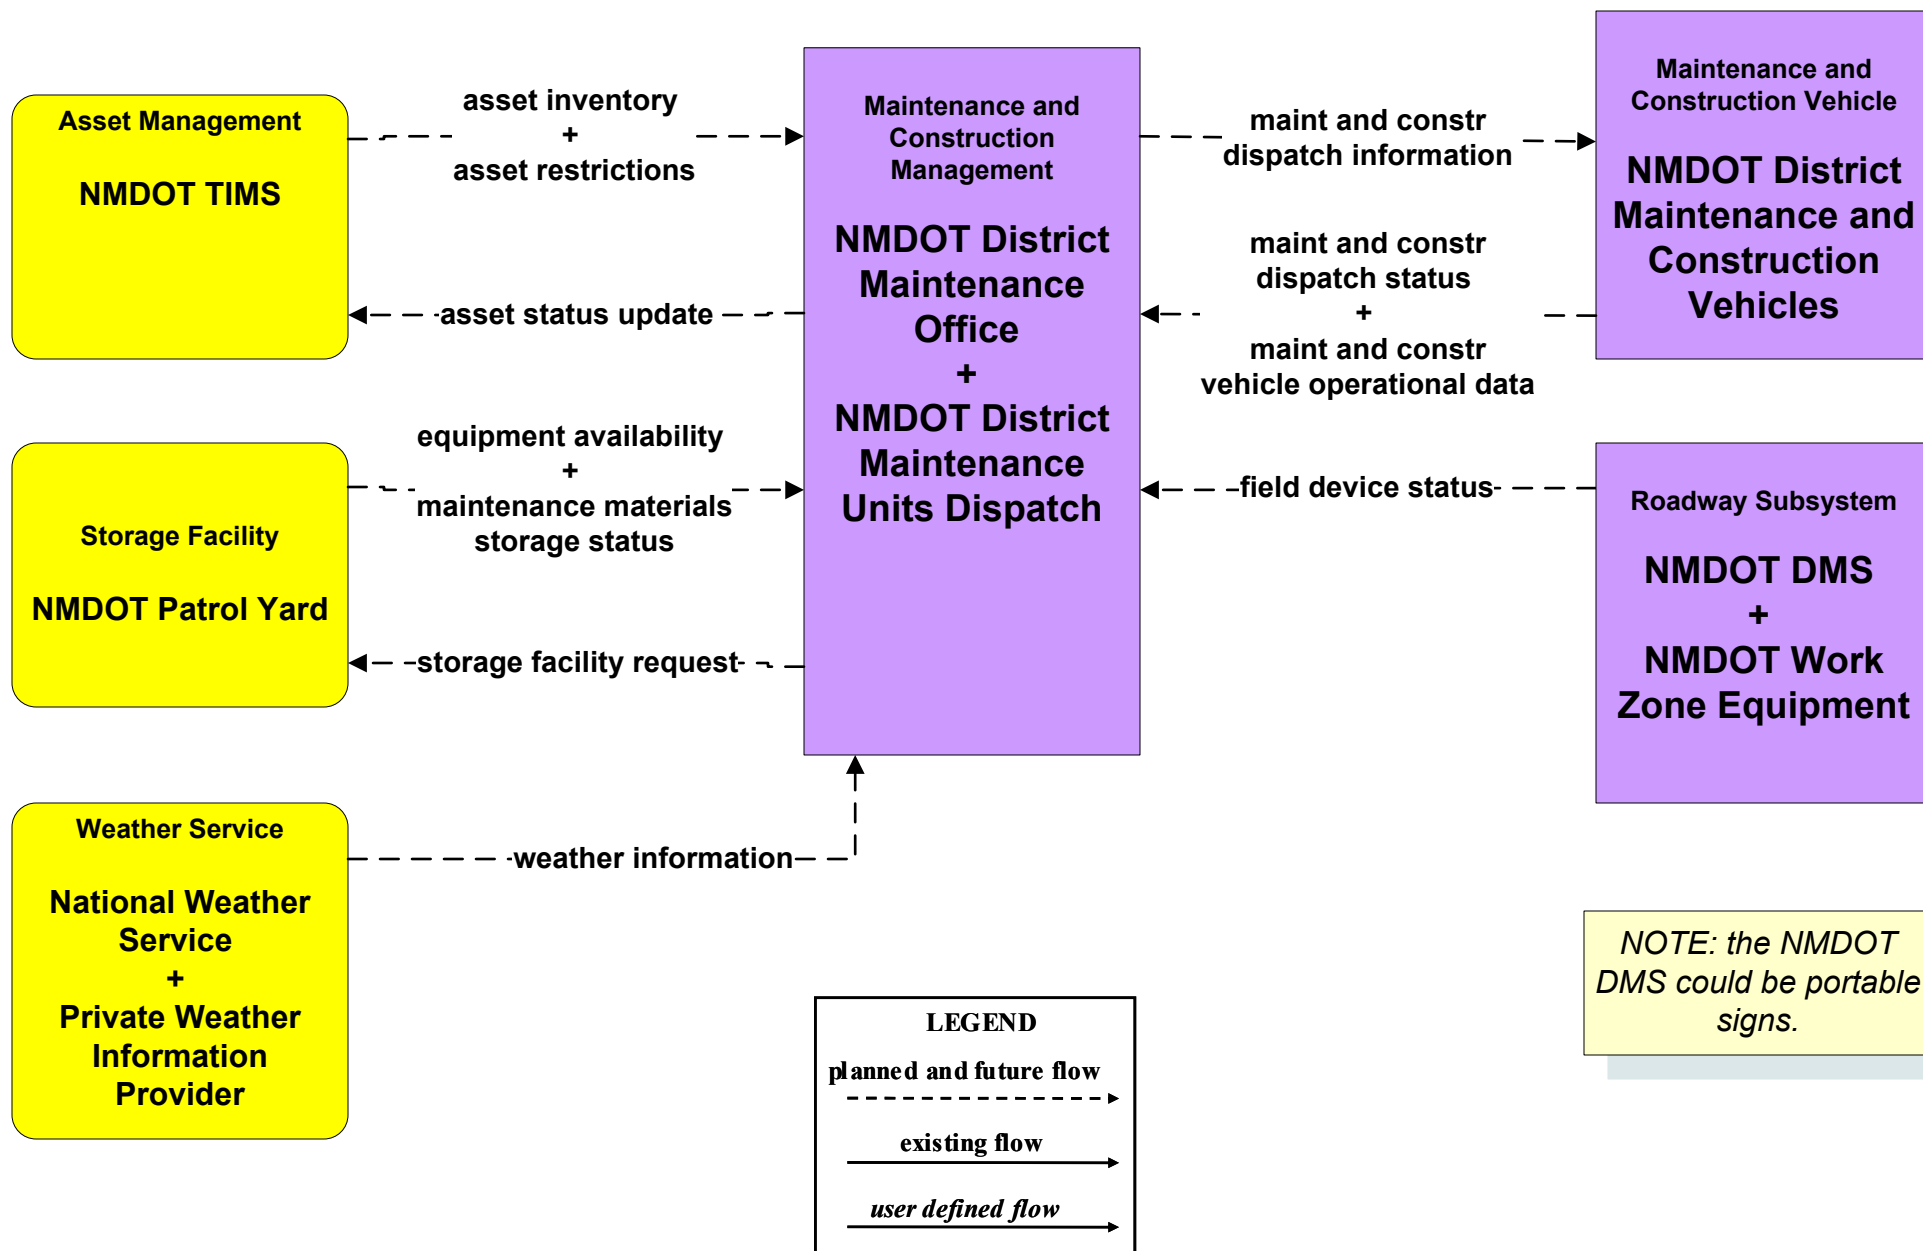 Asset Management
NMDOT TIMS
asset inventory
+
asset restrictions
asset status update
Storage Facility
NMDOT Patrol Yard
equipment availability
+
maintenance materials
storage status
storage facility request
Weather Service
National Weather
Service
+
Private Weather
Information
Provider
weather information
Maintenance and
Construction
Management
NMDOT District
Maintenance
Office
+
NMDOT District
Maintenance
Units Dispatch
maint and constr
dispatch information
maint and constr
dispatch status
+
maint and constr
vehicle operational data
field device status
Maintenance and
Construction Vehicle
NMDOT District
Maintenance and
Construction
Vehicles
Roadway Subsystem
NMDOT DMS
+
NMDOT Work
Zone Equipment
NOTE: the NMDOT
DMS could be portable
signs.
LEGEND
planned and future flow
existing flow
user defined flow